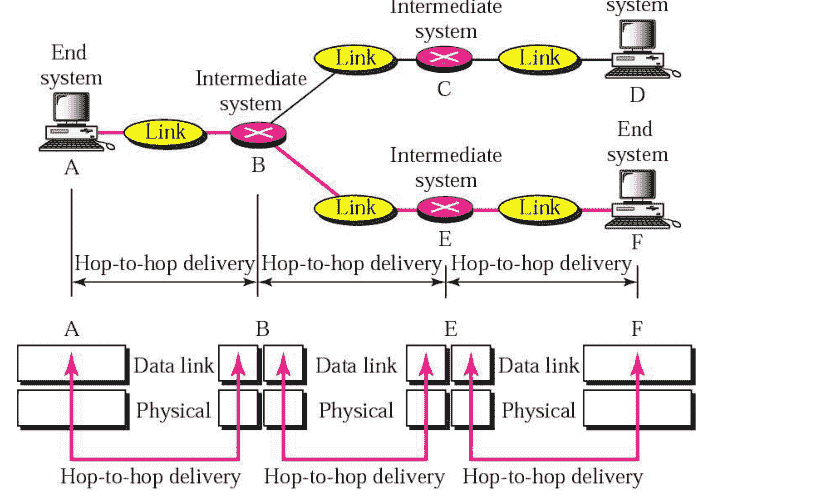 Intermediate
system
system
Link
Link
C
D
End
system
Intermediate
system
Link
A
B
Intermediate
system
End
system
Link
Link
E
F
Hop-to-hop delivery
Hop-to-hop delivery
Hop-to-hop delivery
A
B
E
F
Data link
Data link
Data link
Physical
Physical
Physical
Hop-to-hop delivery
Hop-to-hop delivery
Hop-to-hop delivery